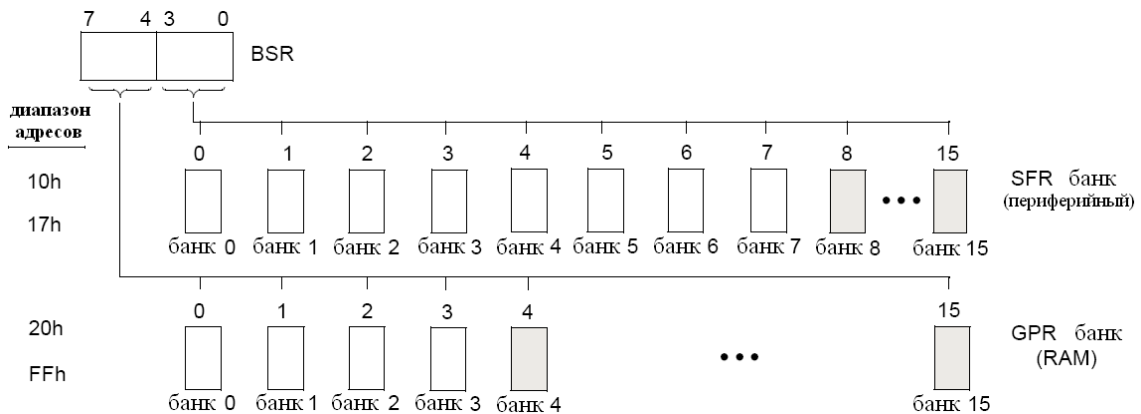 7 4 3 0
BSR
диапазон
адресов
0 1 2 3 4 5 6 7 8 15
10h
17h
SFR банк
(периферийный)
банк 0 банк 1 банк 2 банк 3 банк 4 банк 5 банк 6 банк 7 банк 8 банк 15
0 1 2 3 4 15
20h
FFh
GPR банк
(RAM)
банк 0 банк 1 банк 2 банк 3 банк 4 банк 15